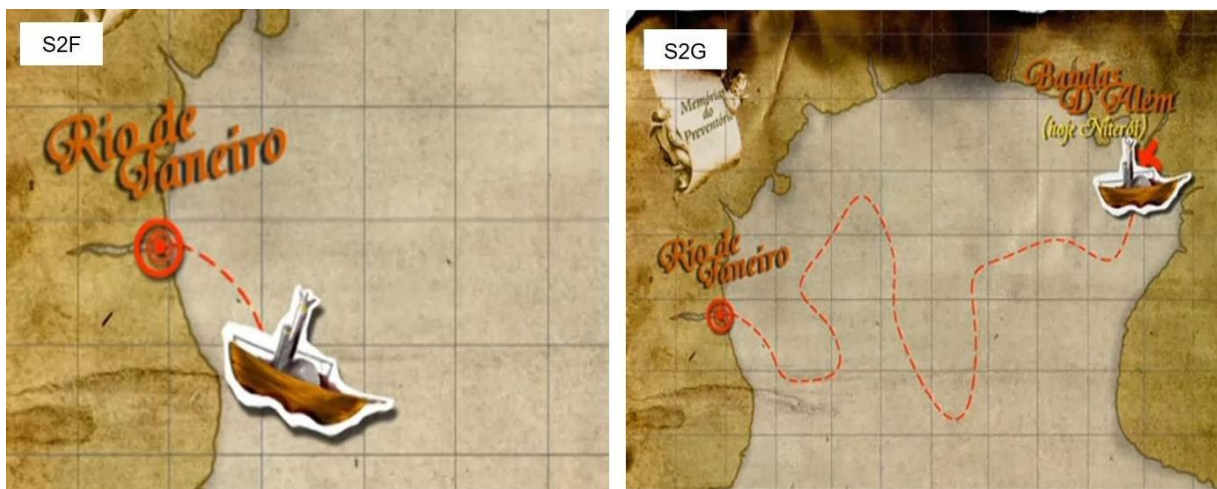 S2F
Rio de
Janeiro
S2G
Memórias
do
Preventório
Bandas
D'Além
(hoje Niterói)
Rio de
Janeiro